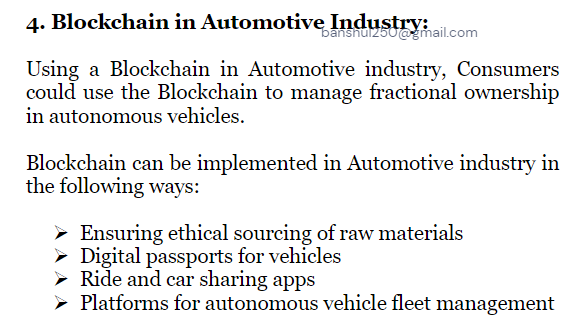 4. Blockchain in Automotive Industry:
banshul250@gmail.com
Using a Blockchain in Automotive industry, Consumers
could use the Blockchain to manage fractional ownership
in autonomous vehicles.
Blockchain can be implemented in Automotive industry in
the following ways:
➢ Ensuring ethical sourcing of raw materials
➢ Digital passports for vehicles
➢ Ride and car sharing apps
➢ Platforms for autonomous vehicle fleet management